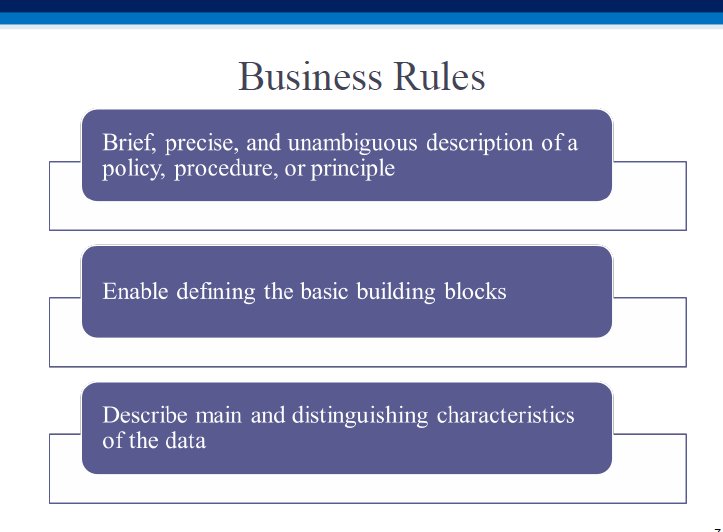 Business Rules
Brief, precise, and unambiguous description of a
policy, procedure, or principle
Enable defining the basic building blocks
Describe main and distinguishing characteristics
of the data